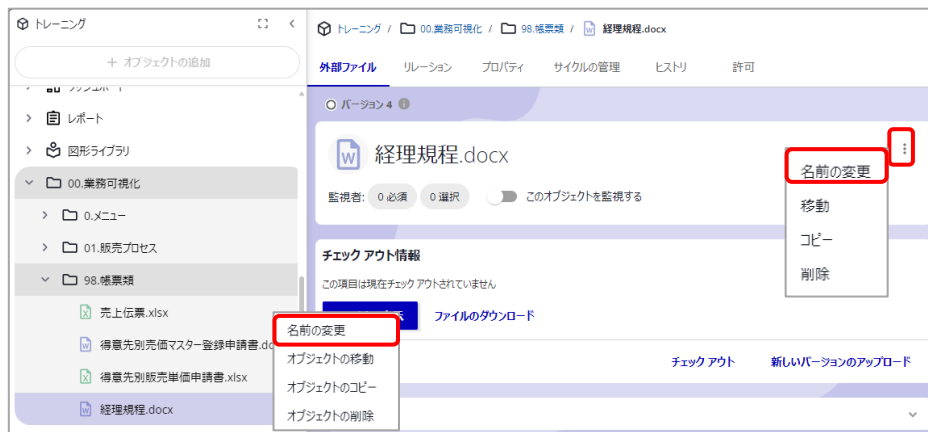 トレーニング
+ オブジェクトの追加
レポート
図形ライブラリ
00.業務可視化
0.メニュー
01.販売プロセス
98.帳票類
売上伝票.xlsx
得意先別売価マスター登録申請書.do
得意先別販売単価申請書.xlsx
経理規程.docx
名前の変更
オブジェクトの移動
オブジェクトのコピー
オブジェクトの削除
トレーニング / 00.業務可視化 / 98.帳票類 / 経理規程.docx
外部ファイル リレーション プロパティ サイクルの管理 ヒストリ 許可
バージョン 4
経理規程.docx
監視者: 0 必須 0 選択 このオブジェクトを監視する
名前の変更
移動
コピー
削除
チェック アウト情報
この項目は現在チェック アウトされていません
ファイルのダウンロード
チェック アウト 新しいバージョンのアップロード